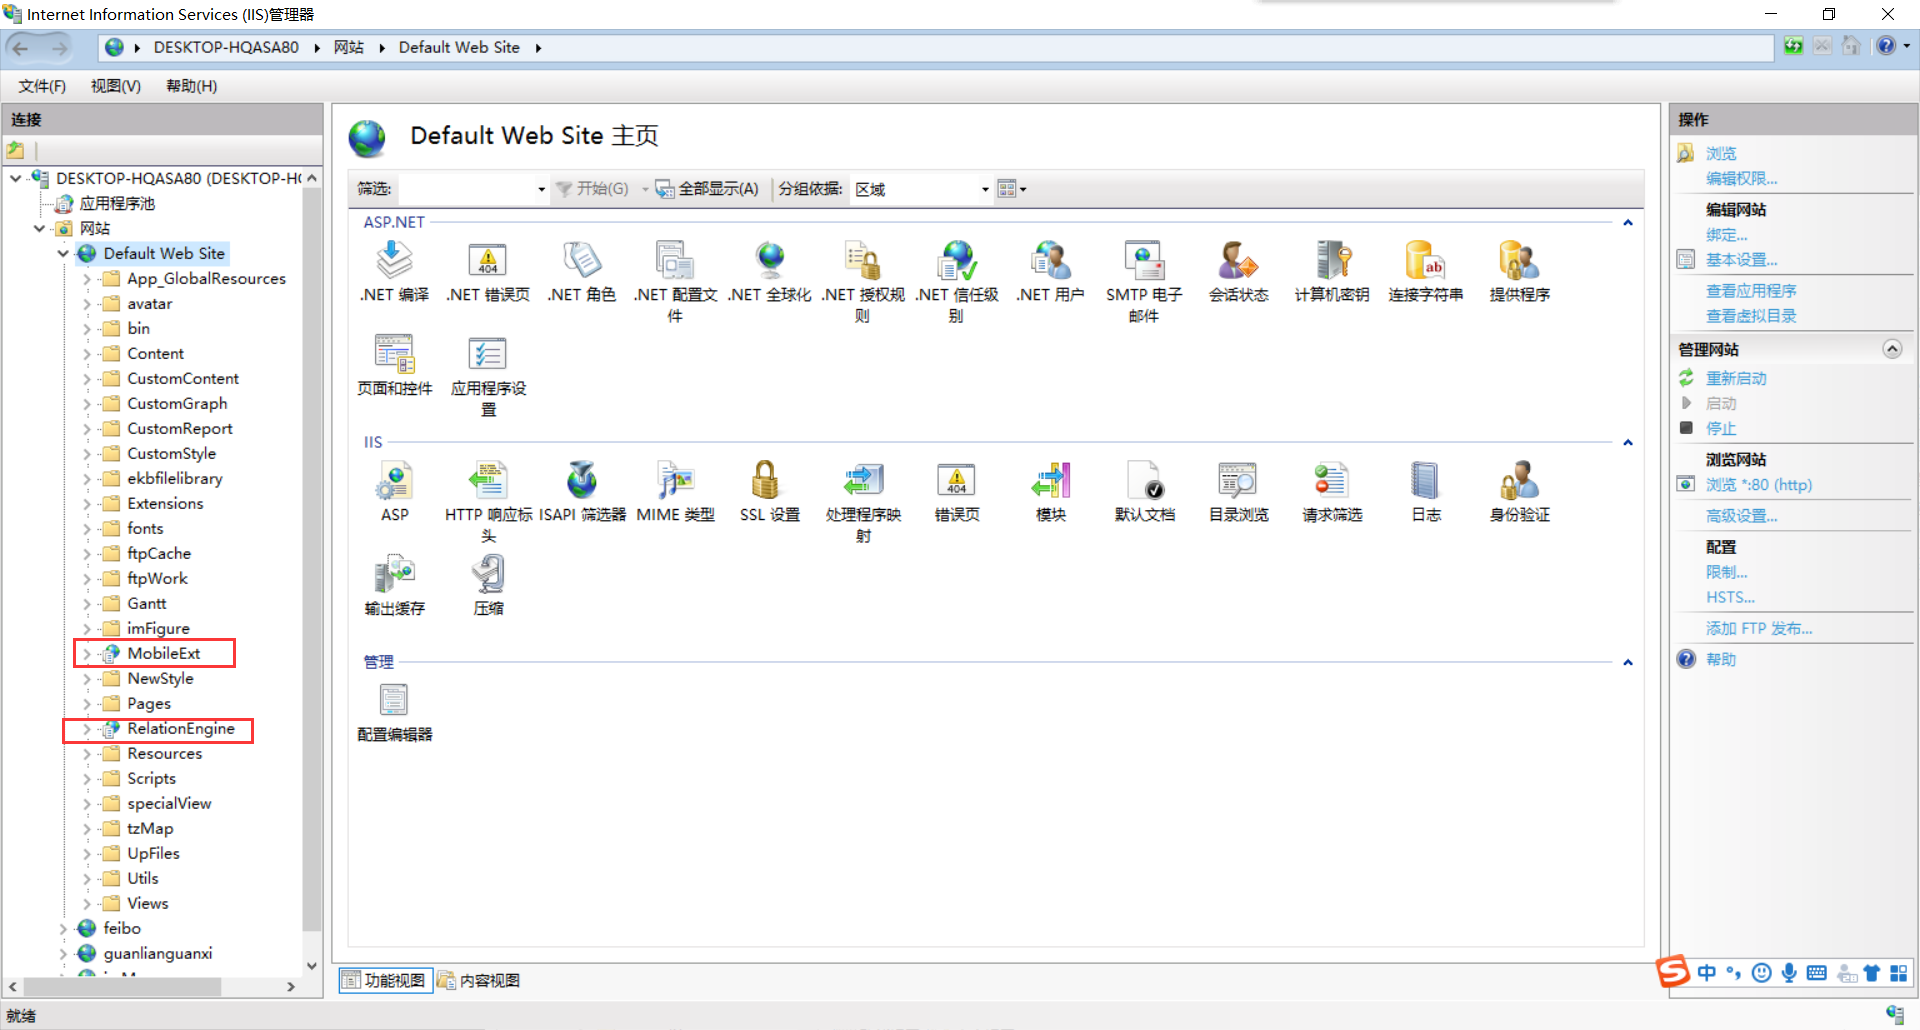 Internet Information Services (IIS)管理器
DESKTOP-HQASA80 网站 Default Web Site
文件(F) 视图(V) 帮助(H)
连接
DESKTOP-HQASA80 (DESKTOP-H
应用程序池
网站
Default Web Site
App_GlobalResources
avatar
bin
Content
CustomContent
CustomGraph
CustomReport
CustomStyle
ekbfilelibrary
Extensions
fonts
ftpCache
ftpWork
Gantt
imFigure
MobileExt
NewStyle
Pages
RelationEngine
Resources
Scripts
specialView
tzMap
UpFiles
Utils
Views
feibo
guanlianguanxi
Default Web Site 主页
筛选: 开始(G) 全部显示(A) 分组依据: 区域
ASP.NET
.NET 编译 .NET 错误页 .NET 角色 .NET 配置文 .NET 全球化 .NET 授权规 .NET 信任级 .NET 用户 SMTP 电子 会话状态 计算机密钥 连接字符串 提供程序
件 则 别 邮件
ab
404
页面和控件 应用程序设
置
IIS
404
ASP HTTP 响应标 ISAPI 筛选器 MIME 类型 SSL 设置 处理程序映 错误页 模块 默认文档 目录浏览 请求筛选 日志 身份验证
头 射
输出缓存 压缩
管理
配置编辑器
功能视图 内容视图
操作
浏览
编辑权限...
编辑网站
绑定...
基本设置...
查看应用程序
查看虚拟目录
管理网站
重新启动
启动
停止
浏览网站
浏览 *:80 (http)
高级设置...
配置
限制...
HSTS...
添加 FTP 发布...
帮助
S 中
就绪